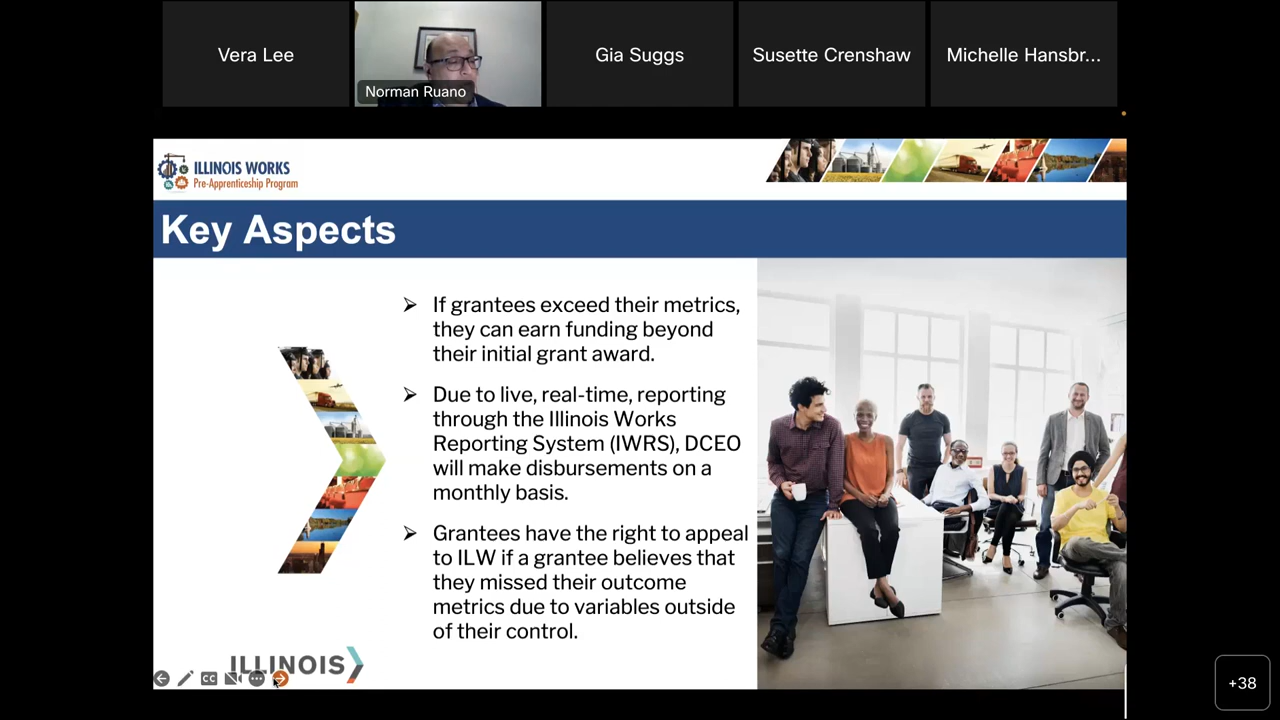 Vera Lee
Norman Ruano
Gia Suggs
Susette Crenshaw
Michelle Hansbr...
ILLINOIS WORKS
Pre-Apprenticeship Program
Key Aspects
➢ If grantees exceed their metrics,
they can earn funding beyond
their initial grant award.
➢ Due to live, real-time, reporting
through the Illinois Works
Reporting System (IWRS), DCEO
will make disbursements on a
monthly basis.
➢ Grantees have the right to appeal
to ILW if a grantee believes that
they missed their outcome
metrics due to variables outside
of their control.
ILLINOIS
CC
+38